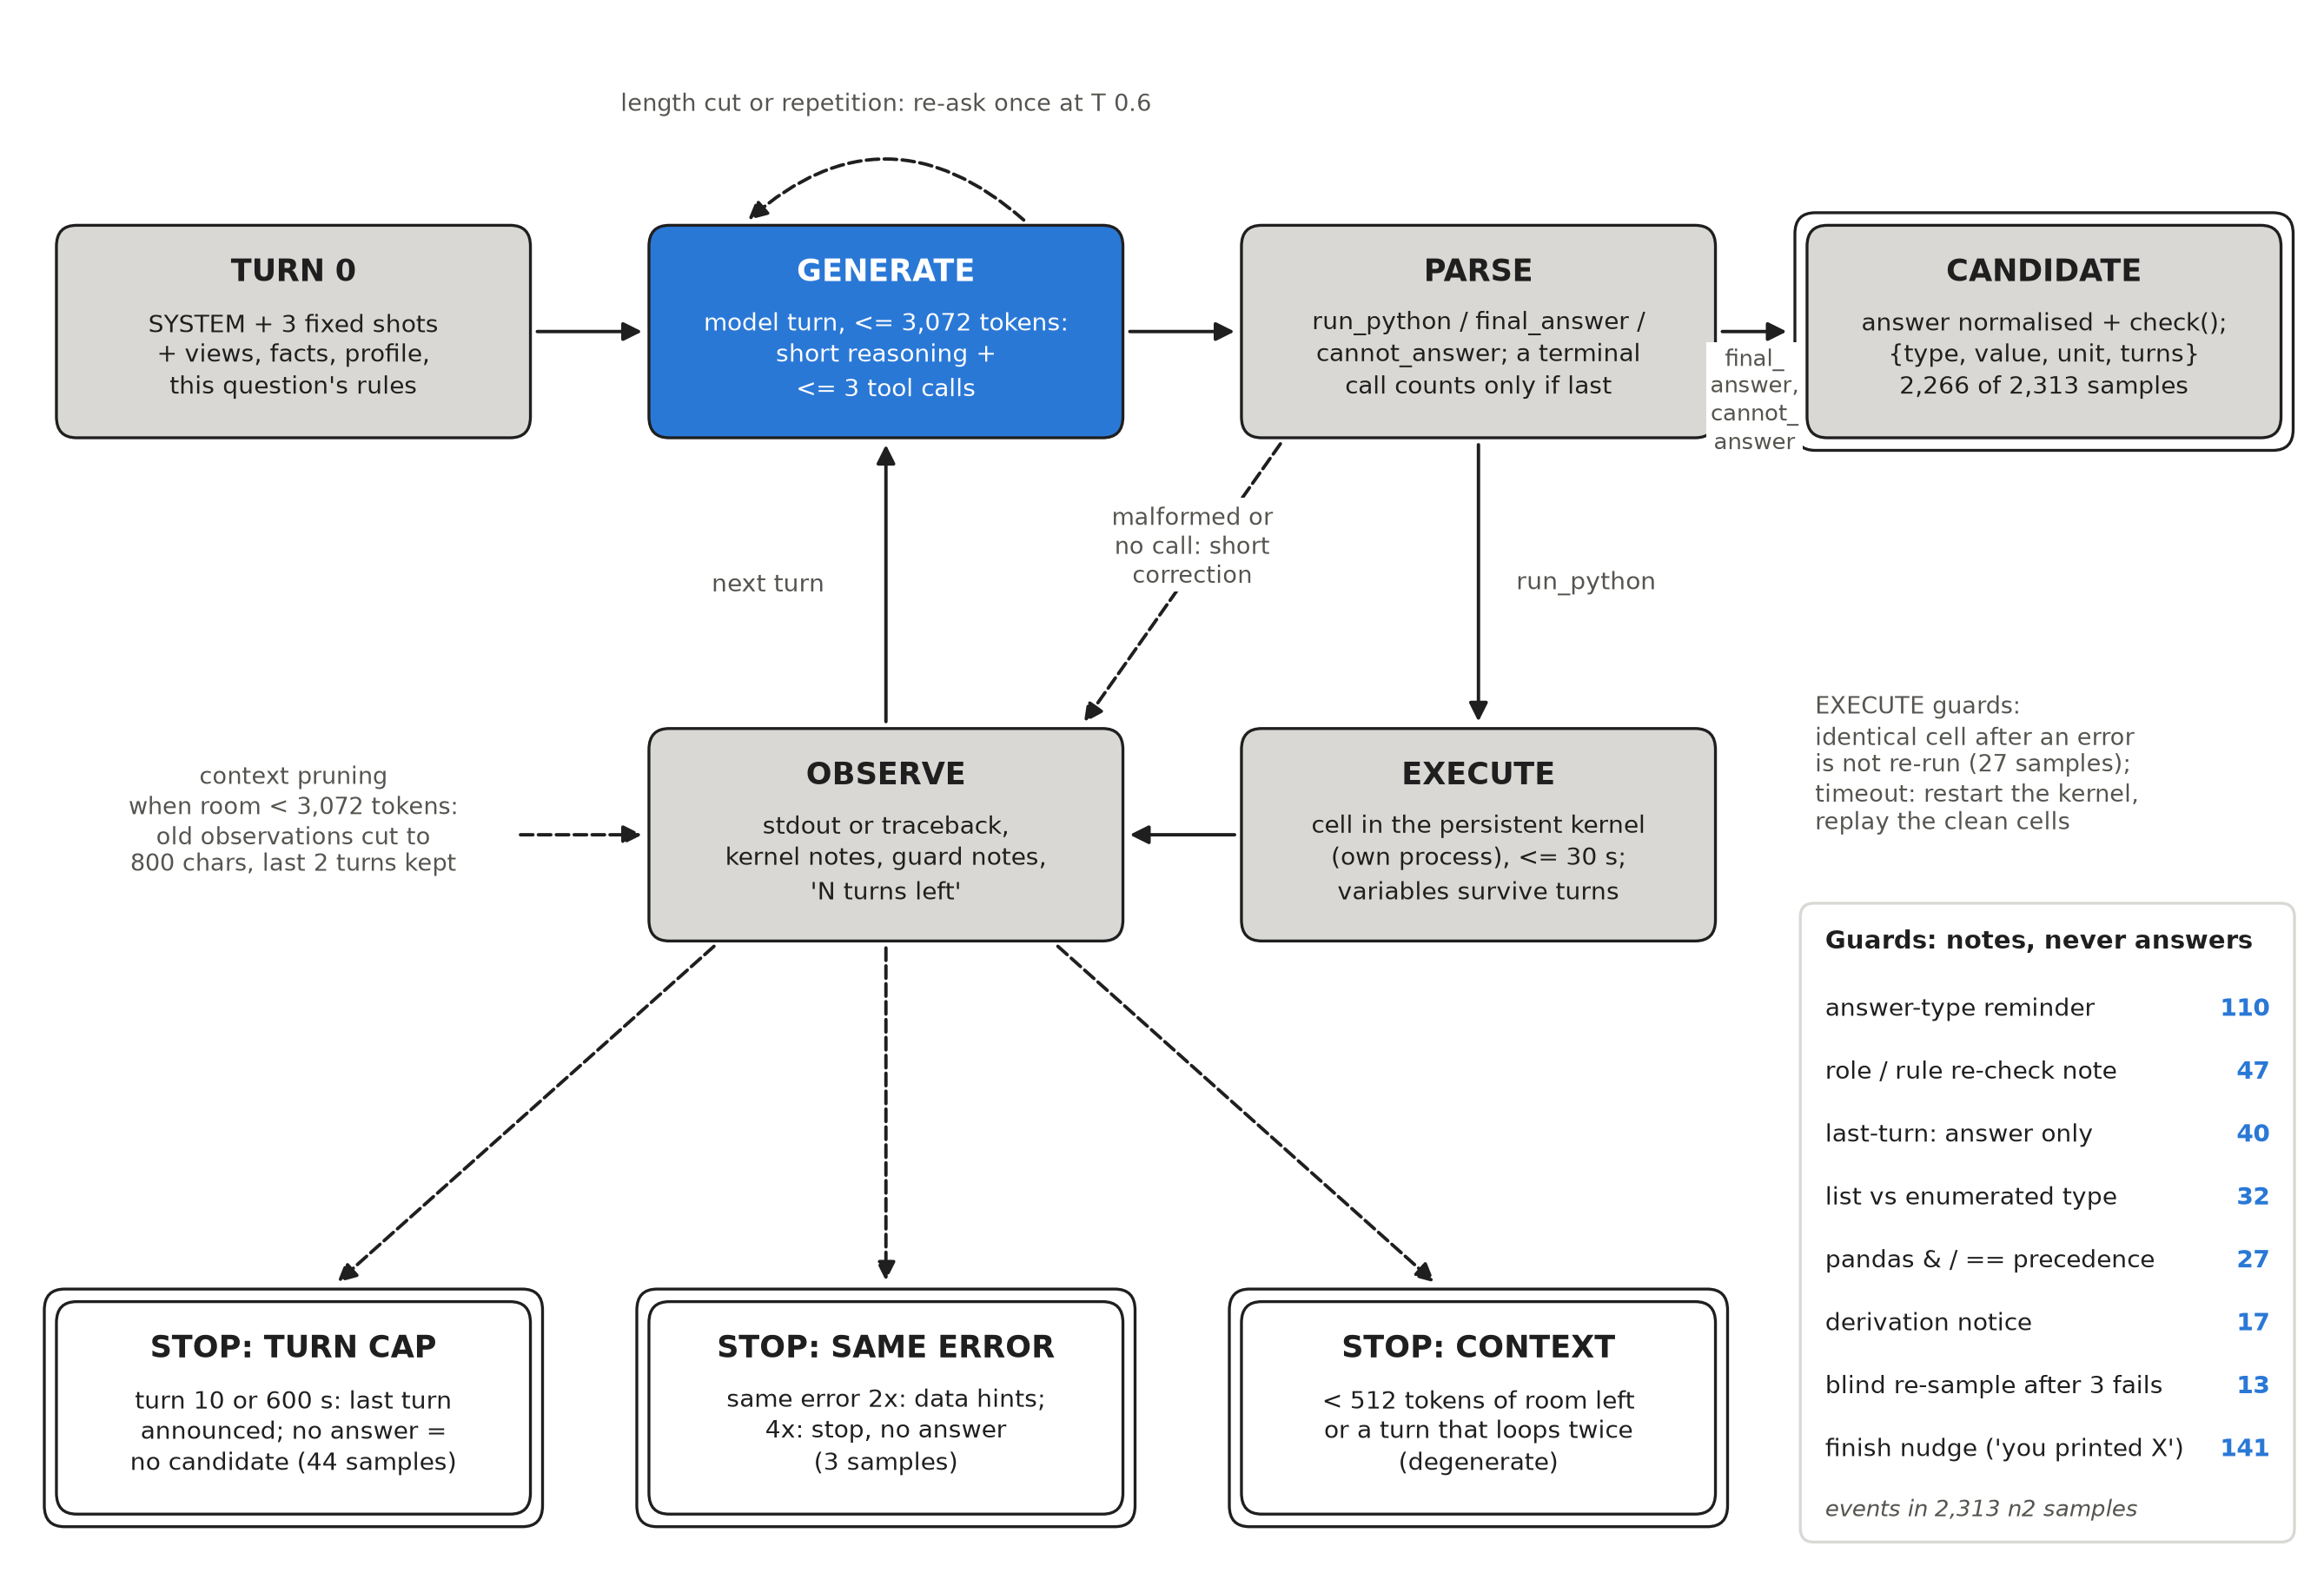 length cut or repetition: re-ask once at T 0.6
TURN 0
SYSTEM + 3 fixed shots
+ views, facts, profile,
this question's rules
GENERATE
model turn, <= 3,072 tokens:
short reasoning +
<= 3 tool calls
PARSE
run_python / final_answer /
cannot_answer; a terminal
call counts only if last
final_
answer,
cannot_
answer
CANDIDATE
answer normalised + check();
{type, value, unit, turns}
2,266 of 2,313 samples
malformed or
no call: short
correction
next turn
run_python
context pruning
when room < 3,072 tokens:
old observations cut to
800 chars, last 2 turns kept
OBSERVE
stdout or traceback,
kernel notes, guard notes,
'N turns left'
EXECUTE
cell in the persistent kernel
(own process), <= 30 s;
variables survive turns
EXECUTE guards:
identical cell after an error
is not re-run (27 samples);
timeout: restart the kernel,
replay the clean cells
STOP: TURN CAP
turn 10 or 600 s: last turn
announced; no answer =
no candidate (44 samples)
STOP: SAME ERROR
same error 2x: data hints;
4x: stop, no answer
(3 samples)
STOP: CONTEXT
< 512 tokens of room left
or a turn that loops twice
(degenerate)
Guards: notes, never answers
answer-type reminder 110
role / rule re-check note 47
last-turn: answer only 40
list vs enumerated type 32
pandas & / == precedence 27
derivation notice 17
blind re-sample after 3 fails 13
finish nudge ('you printed X') 141
events in 2,313 n2 samples